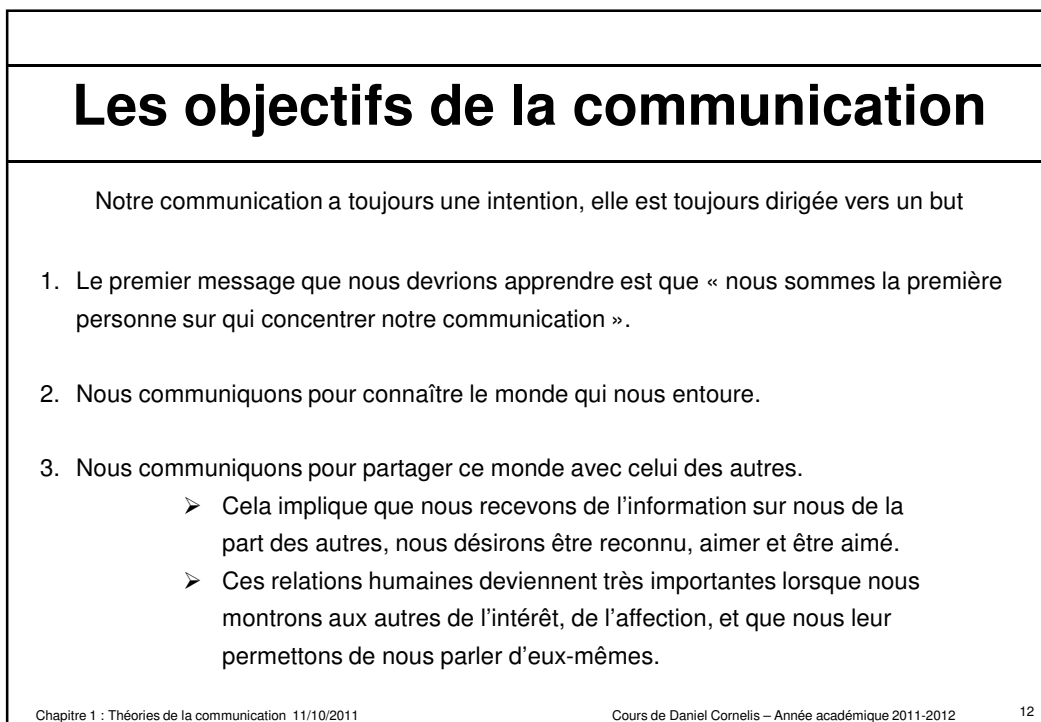 Les objectifs de la communication
Notre communication a toujours une intention, elle est toujours dirigée vers un but
1. Le premier message que nous devrions apprendre est que « nous sommes la première
personne sur qui concentrer notre communication ».
2. Nous communiquons pour connaître le monde qui nous entoure.
3. Nous communiquons pour partager ce monde avec celui des autres.
➢ Cela implique que nous recevons de l’information sur nous de la
part des autres, nous désirons être reconnu, aimer et être aimé.
➢ Ces relations humaines deviennent très importantes lorsque nous
montrons aux autres de l’intérêt, de l’affection, et que nous leur
permettons de nous parler d’eux-mêmes.
Chapitre 1 : Théories de la communication 11/10/2011 Cours de Daniel Cornelis – Année académique 2011-2012 12